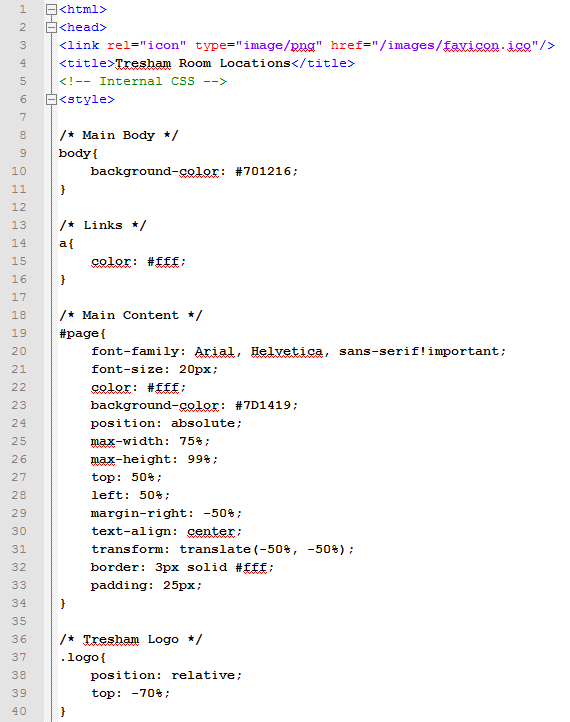 1 <html>
2 <head>
3 <link rel="icon" type="image/png" href="/images/favicon.ico"/>
4 <title>Tresham Room Locations</title>
5 <!-- Internal CSS -->
6 <style>
7
8 /* Main Body */
9 body{
10     background-color: #701216;
11 }
12
13 /* Links */
14 a{
15     color: #fff;
16 }
17
18 /* Main Content */
19 #page{
20     font-family: Arial, Helvetica, sans-serif!important;
21     font-size: 20px;
22     color: #fff;
23     background-color: #7D1419;
24     position: absolute;
25     max-width: 75%;
26     max-height: 99%;
27     top: 50%;
28     left: 50%;
29     margin-right: -50%;
30     text-align: center;
31     transform: translate(-50%, -50%);
32     border: 3px solid #fff;
33     padding: 25px;
34 }
35
36 /* Tresham Logo */
37 .logo{
38     position: relative;
39     top: -70%;
40 }